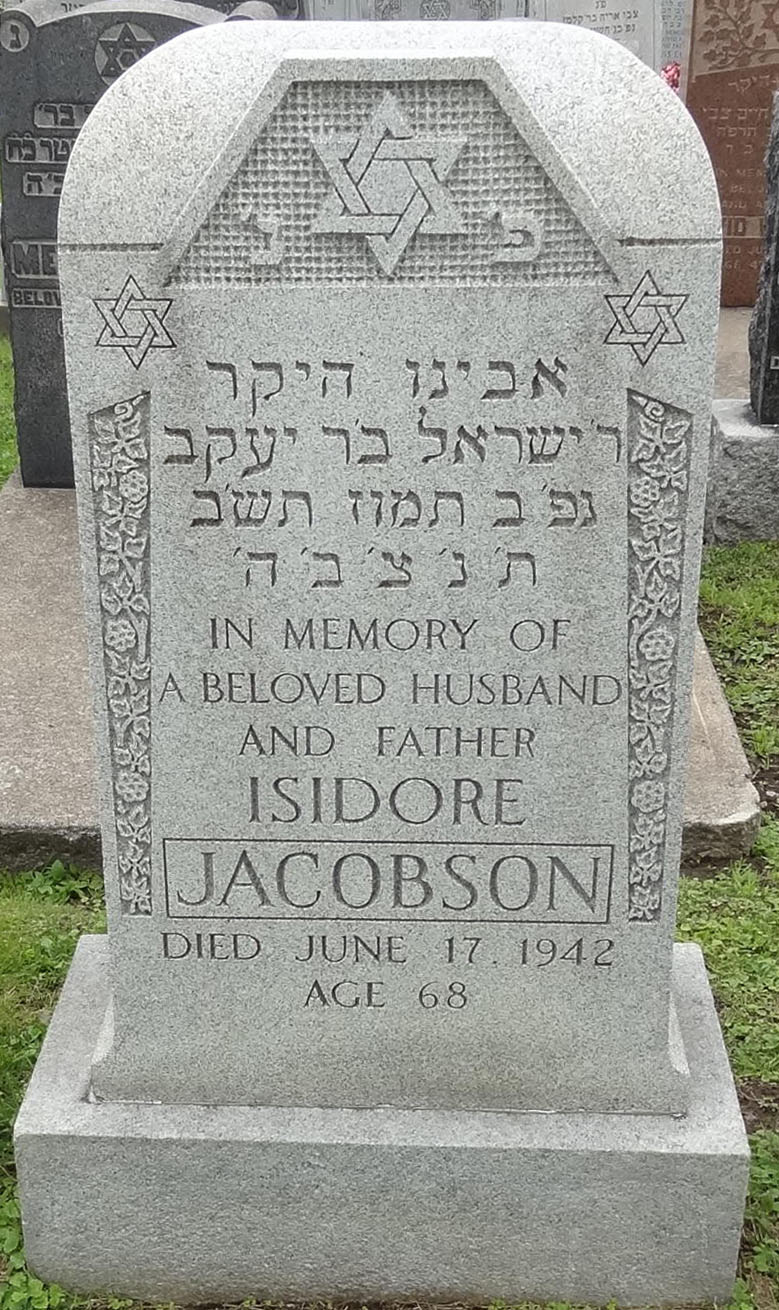 פ' נ'
אבינו היקר
ר' ישראל בר יעקב
נפ' ב תמוז תש"ב
ת' נ' צ' ב' ה'
IN MEMORY OF
A BELOVED HUSBAND
AND FATHER
ISIDORE
JACOBSON
DIED JUNE 17. 1942
AGE 68